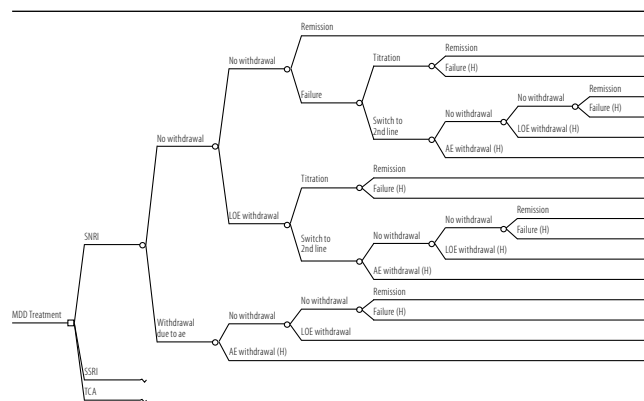 Remission
No withdrawal
Titration
Remission
Failure (H)
Failure
No withdrawal
Remission
Failure (H)
No withdrawal
Switch to
2nd line
No withdrawal
LOE withdrawal (H)
AE withdrawal (H)
Titration
Remission
Failure (H)
LOE withdrawal
No withdrawal
Remission
Failure (H)
SNRI
Switch to
2nd line
No withdrawal
LOE withdrawal (H)
AE withdrawal (H)
MDD Treatment
Withdrawal
due to ae
No withdrawal
No withdrawal
Remission
Failure (H)
LOE withdrawal
AE withdrawal (H)
SSRI
TCA